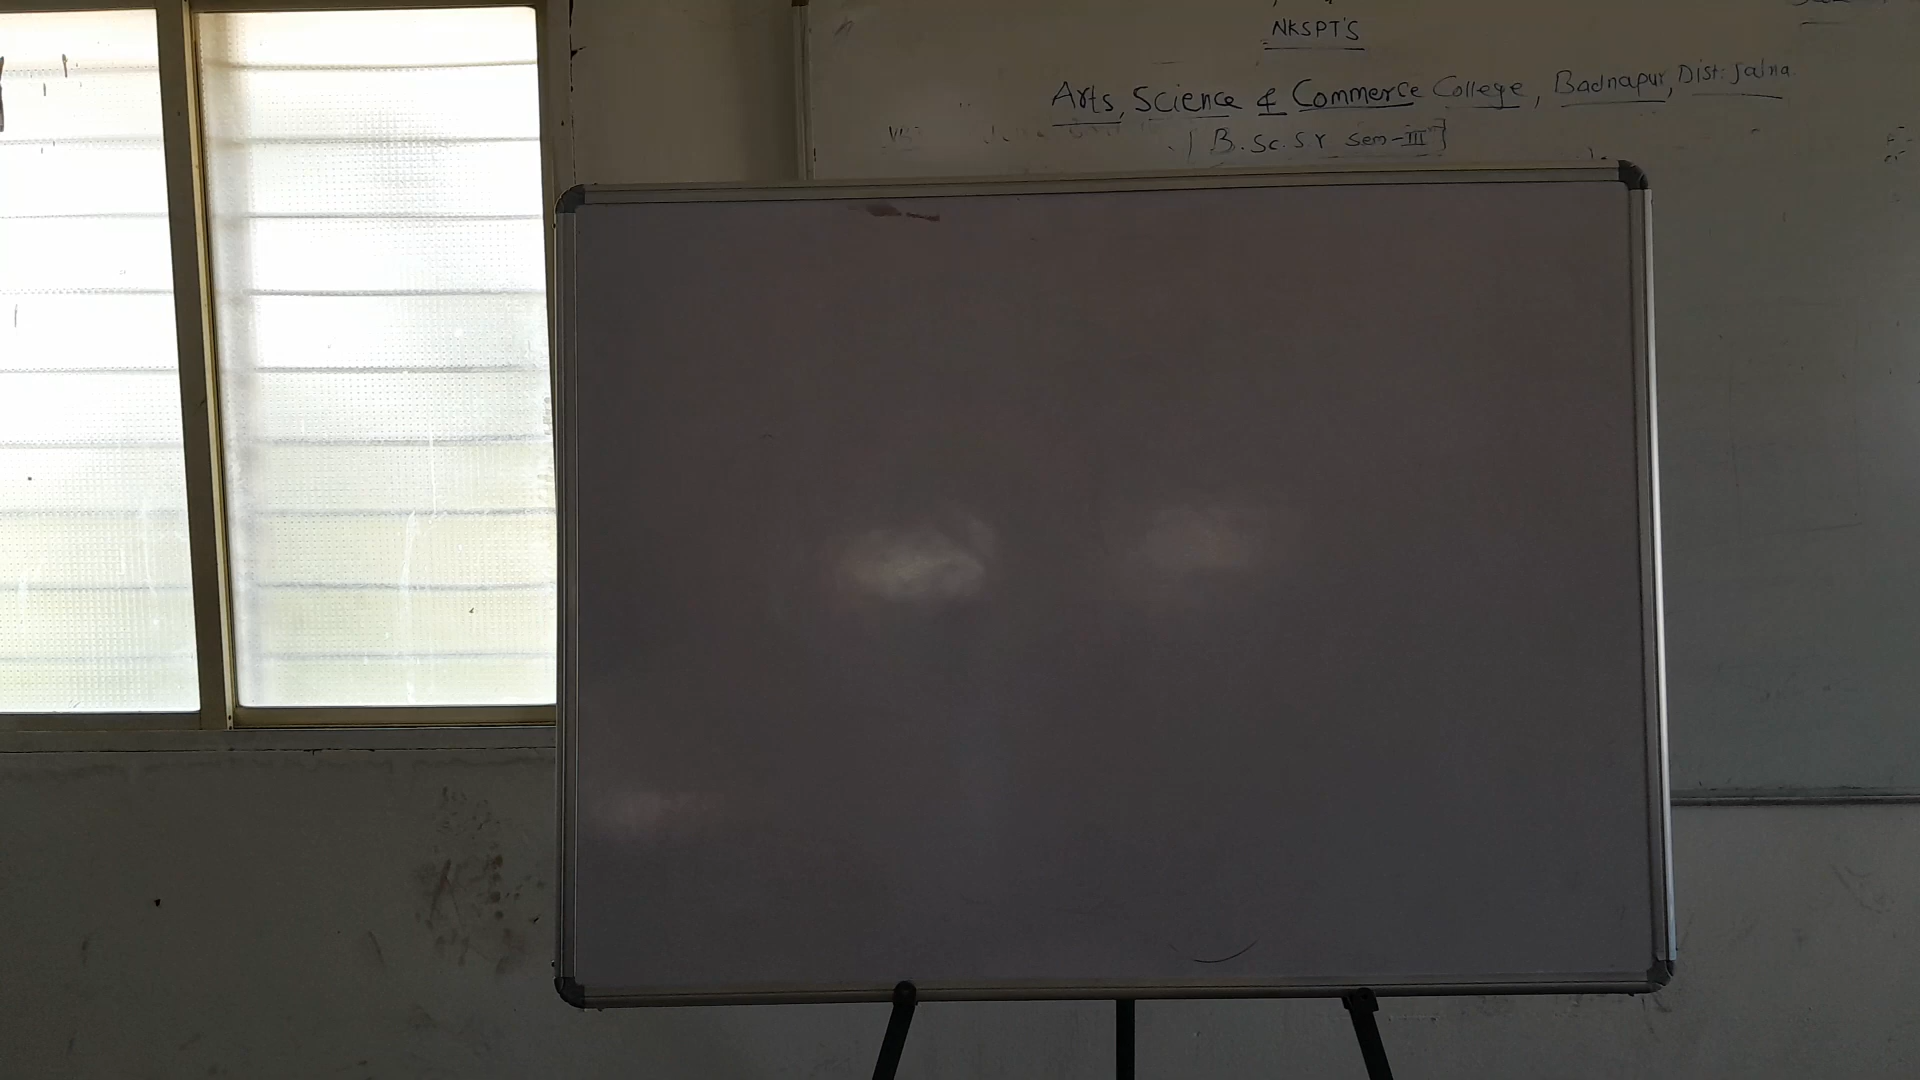 NKSPT'S
Arts, Science & Commerce College, Badnapur, Dist: Jalna.
[B.Sc. S.Y Sem-III]